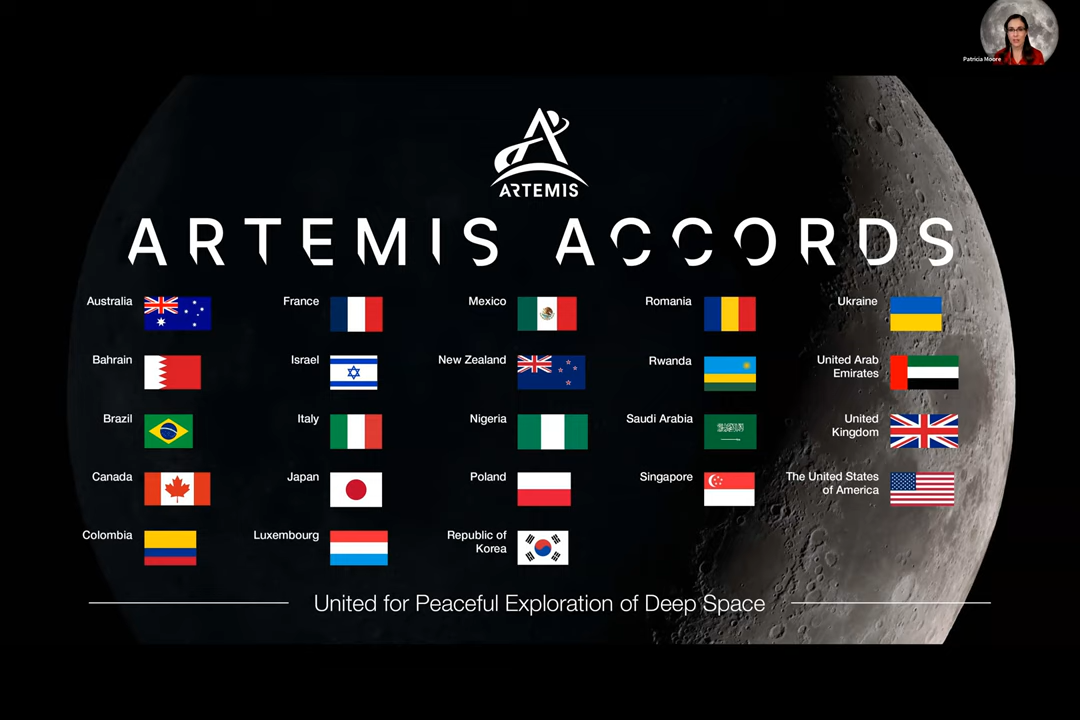 Patricia Moore
ARTEMIS
ARTEMIS ACCORDS
Australia
Bahrain
Brazil
Canada
Colombia
France
Israel
Italy
Japan
Luxembourg
Mexico
New Zealand
Nigeria
Poland
Republic of
Korea
Romania
Rwanda
Saudi Arabia
Singapore
Ukraine
United Arab
Emirates
United
Kingdom
The United States
of America
United for Peaceful Exploration of Deep Space